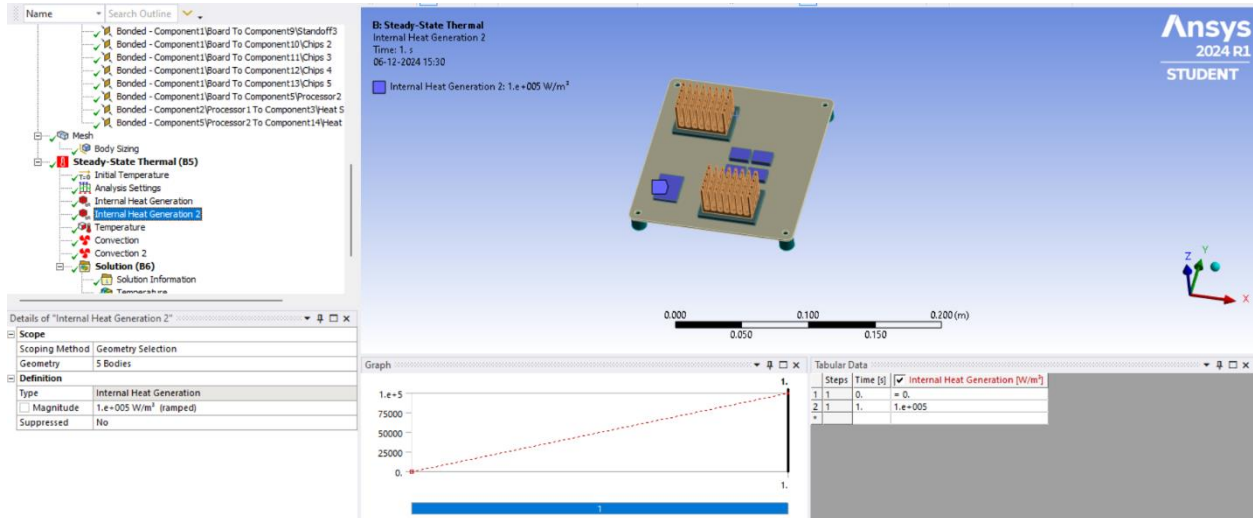 Name
Search Outline
Bonded - Component1\Board To Component9\Standoff3
Bonded - Component1\Board To Component10\Chips 2
Bonded - Component1\Board To Component11\Chips 3
Bonded - Component1\Board To Component12\Chips 4
Bonded - Component1\Board To Component13\Chips 5
Bonded - Component1\Board To Component5\Processor2
Bonded - Component2\Processor1 To Component3\Heat S
Bonded - Component5\Processor2 To Component14\Heat
Mesh
Body Sizing
Steady-State Thermal (B5)
T=0 Initial Temperature
Analysis Settings
Internal Heat Generation
Internal Heat Generation 2
Temperature
Convection
Convection 2
Solution (B6)
Solution Information
Temperature
Details of "Internal Heat Generation 2"
Scope
Scoping Method Geometry Selection
Geometry 5 Bodies
Definition
Type Internal Heat Generation
Magnitude 1.e+005 W/m³ (ramped)
Suppressed No
B: Steady-State Thermal
Internal Heat Generation 2
Time: 1. s
06-12-2024 15:30
Internal Heat Generation 2: 1.e+005 W/m³
Ansys
2024 R1
STUDENT
Z
Y
X
0.000 0.100 0.200 (m)
0.050 0.150
Graph
1.
1.e+5
75000
50000
25000
0.
1.
1
Tabular Data
Steps Time [s] Internal Heat Generation [W/m³]
1 1 0. = 0.
2 1 1. 1.e+005
*